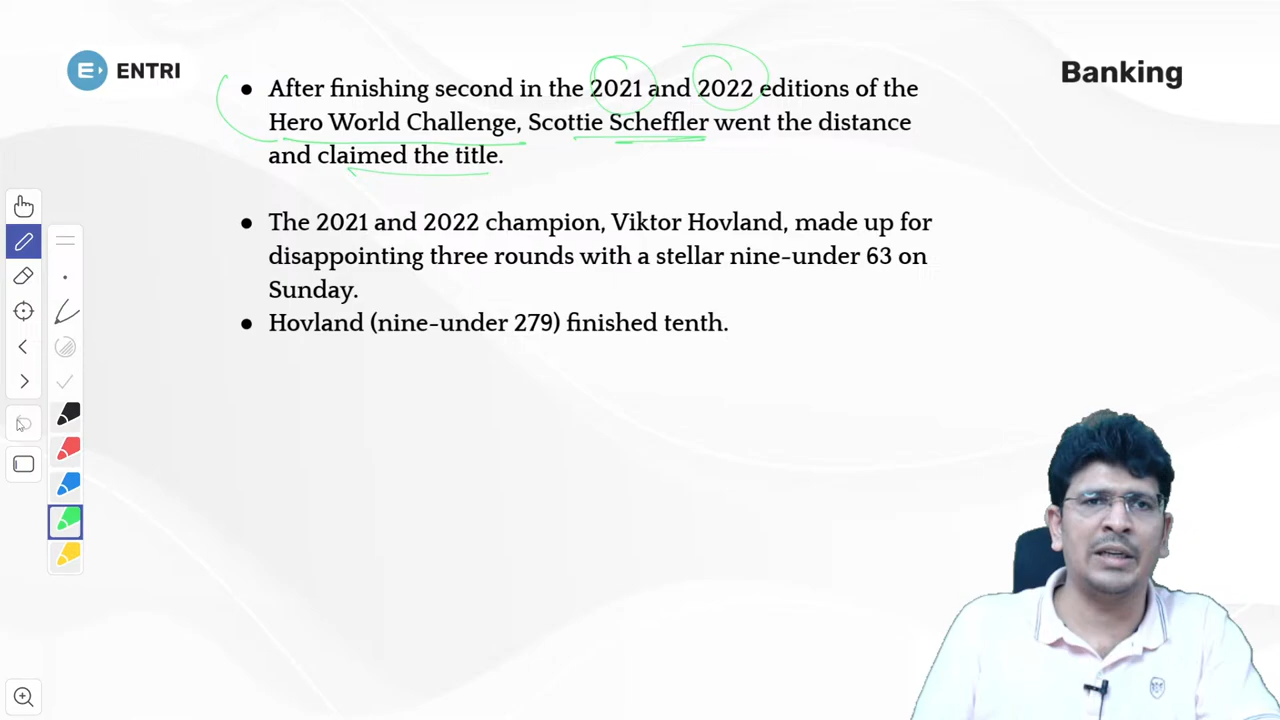 ENTRI
Banking
● After finishing second in the 2021 and 2022 editions of the
Hero World Challenge, Scottie Scheffler went the distance
and claimed the title.
● The 2021 and 2022 champion, Viktor Hovland, made up for
disappointing three rounds with a stellar nine-under 63 on
Sunday.
● Hovland (nine-under 279) finished tenth.